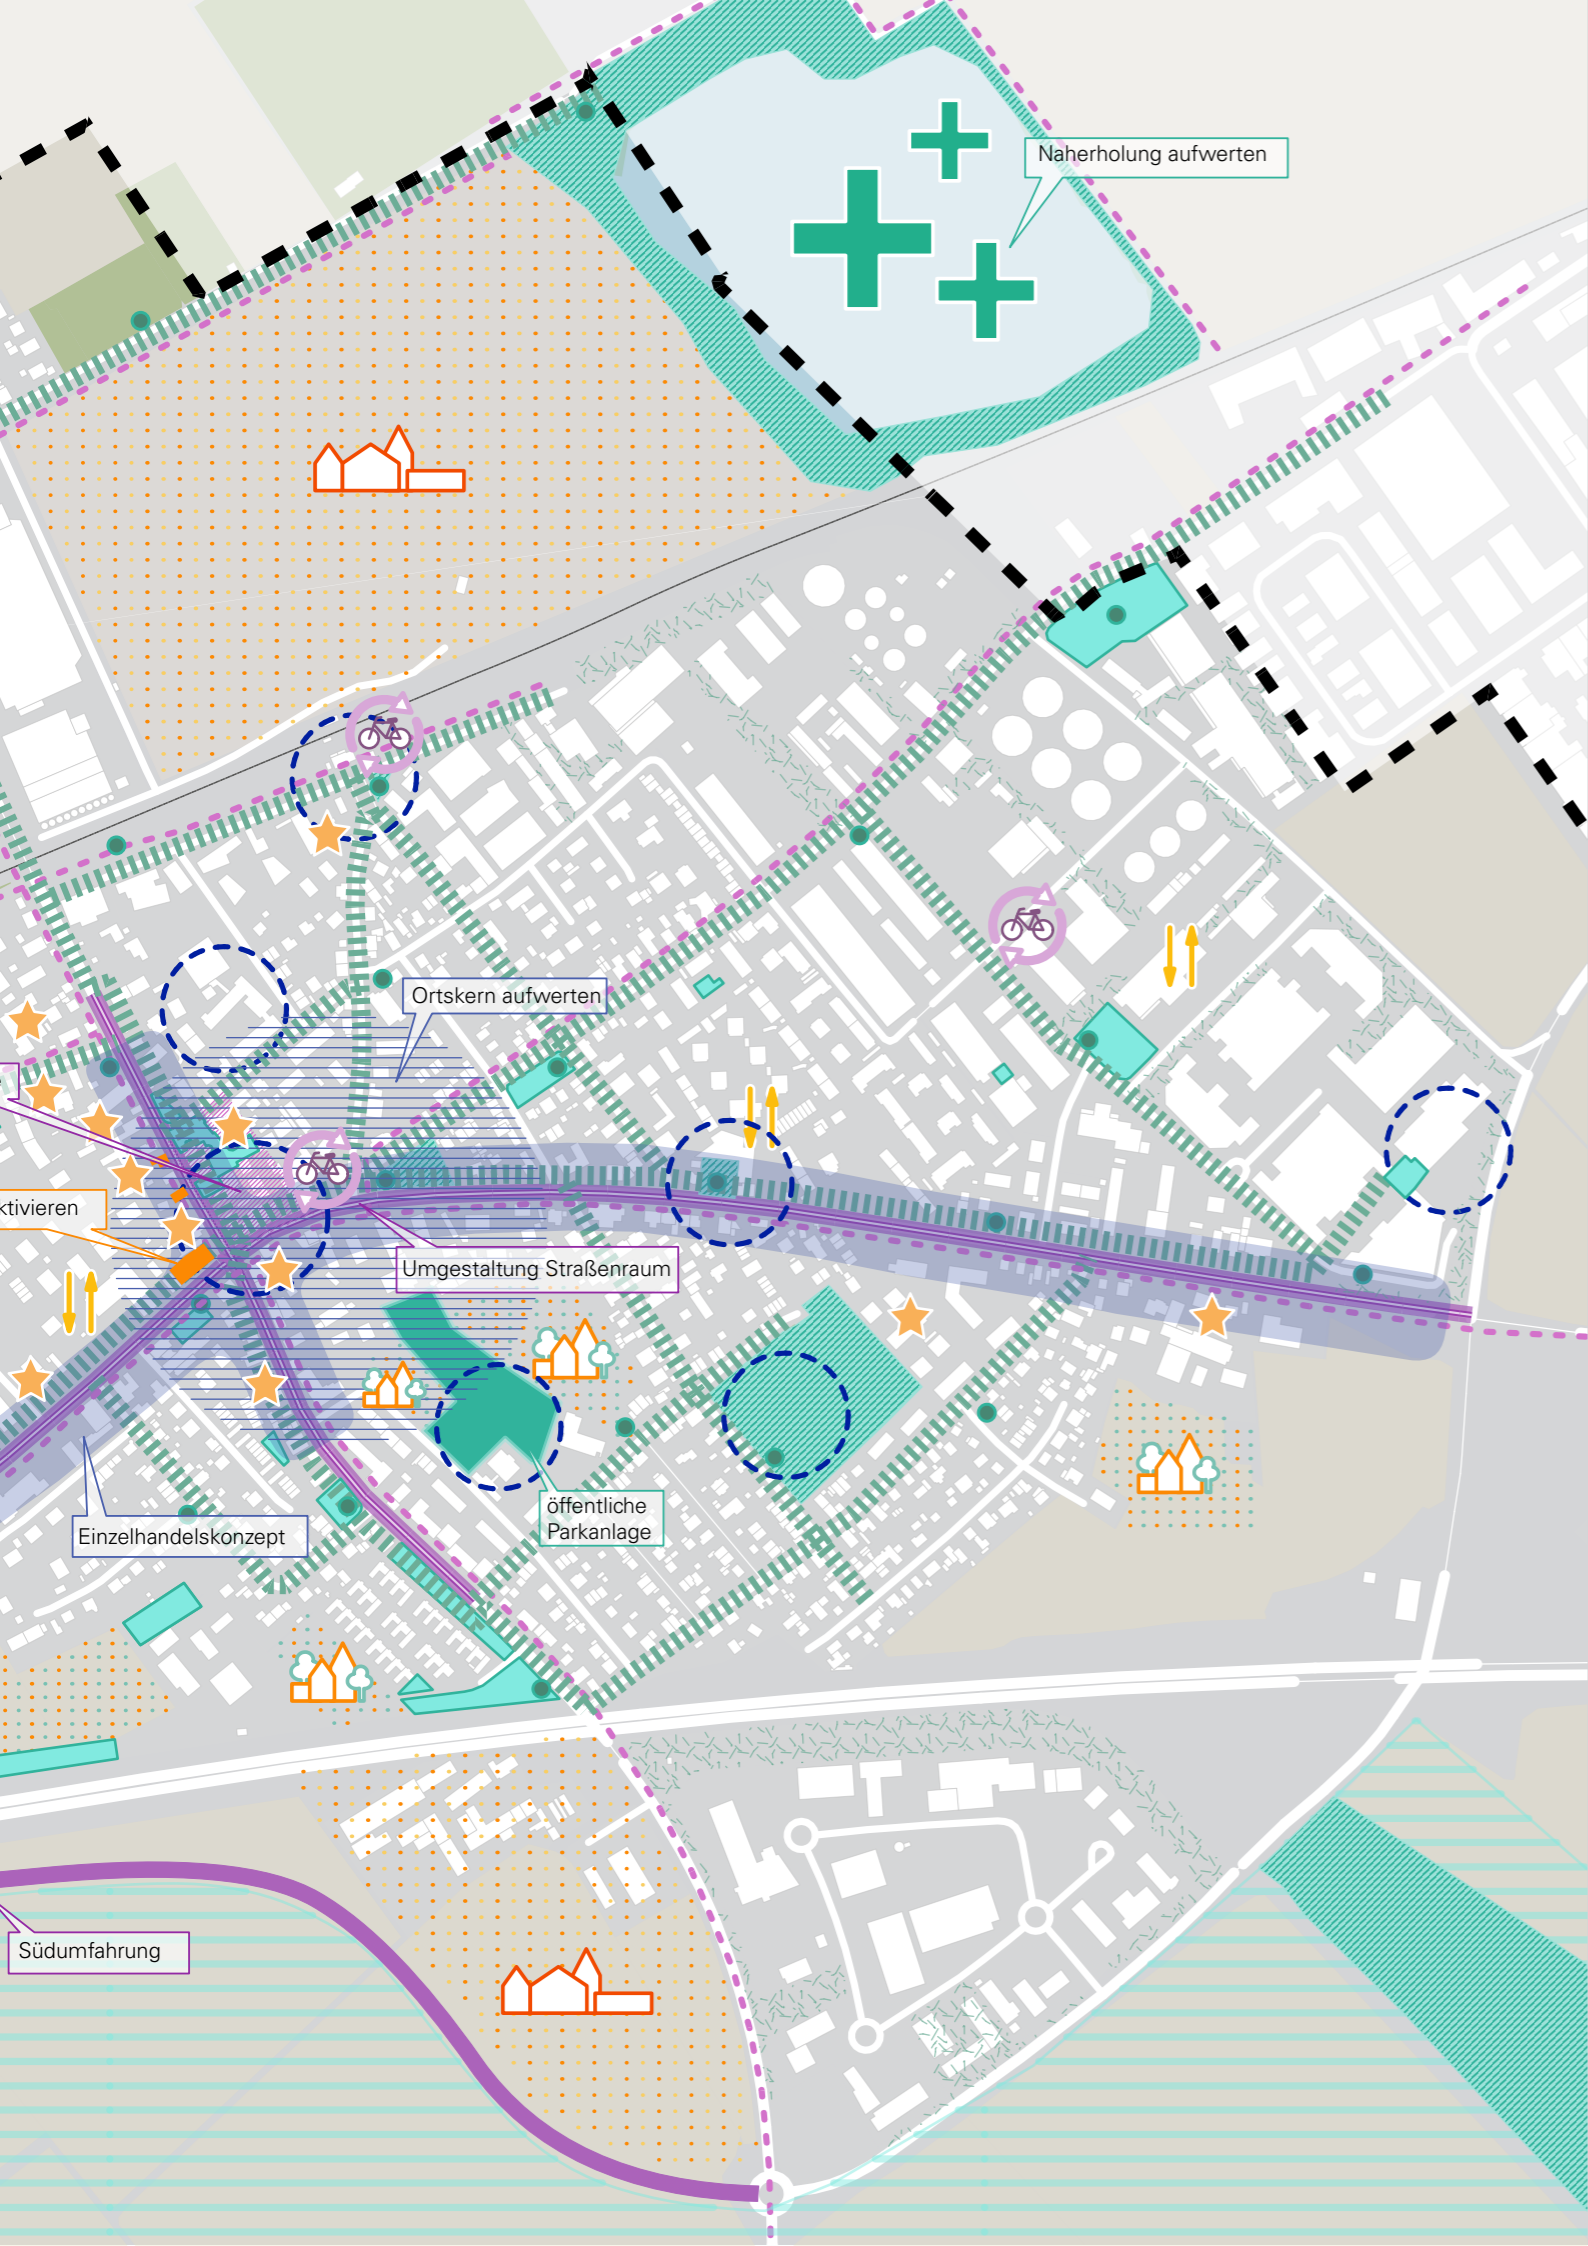 Naherholung aufwerten
Ortskern aufwerten
ktivieren
Umgestaltung Straßenraum
öffentliche
Parkanlage
Einzelhandelskonzept
Südumfahrung